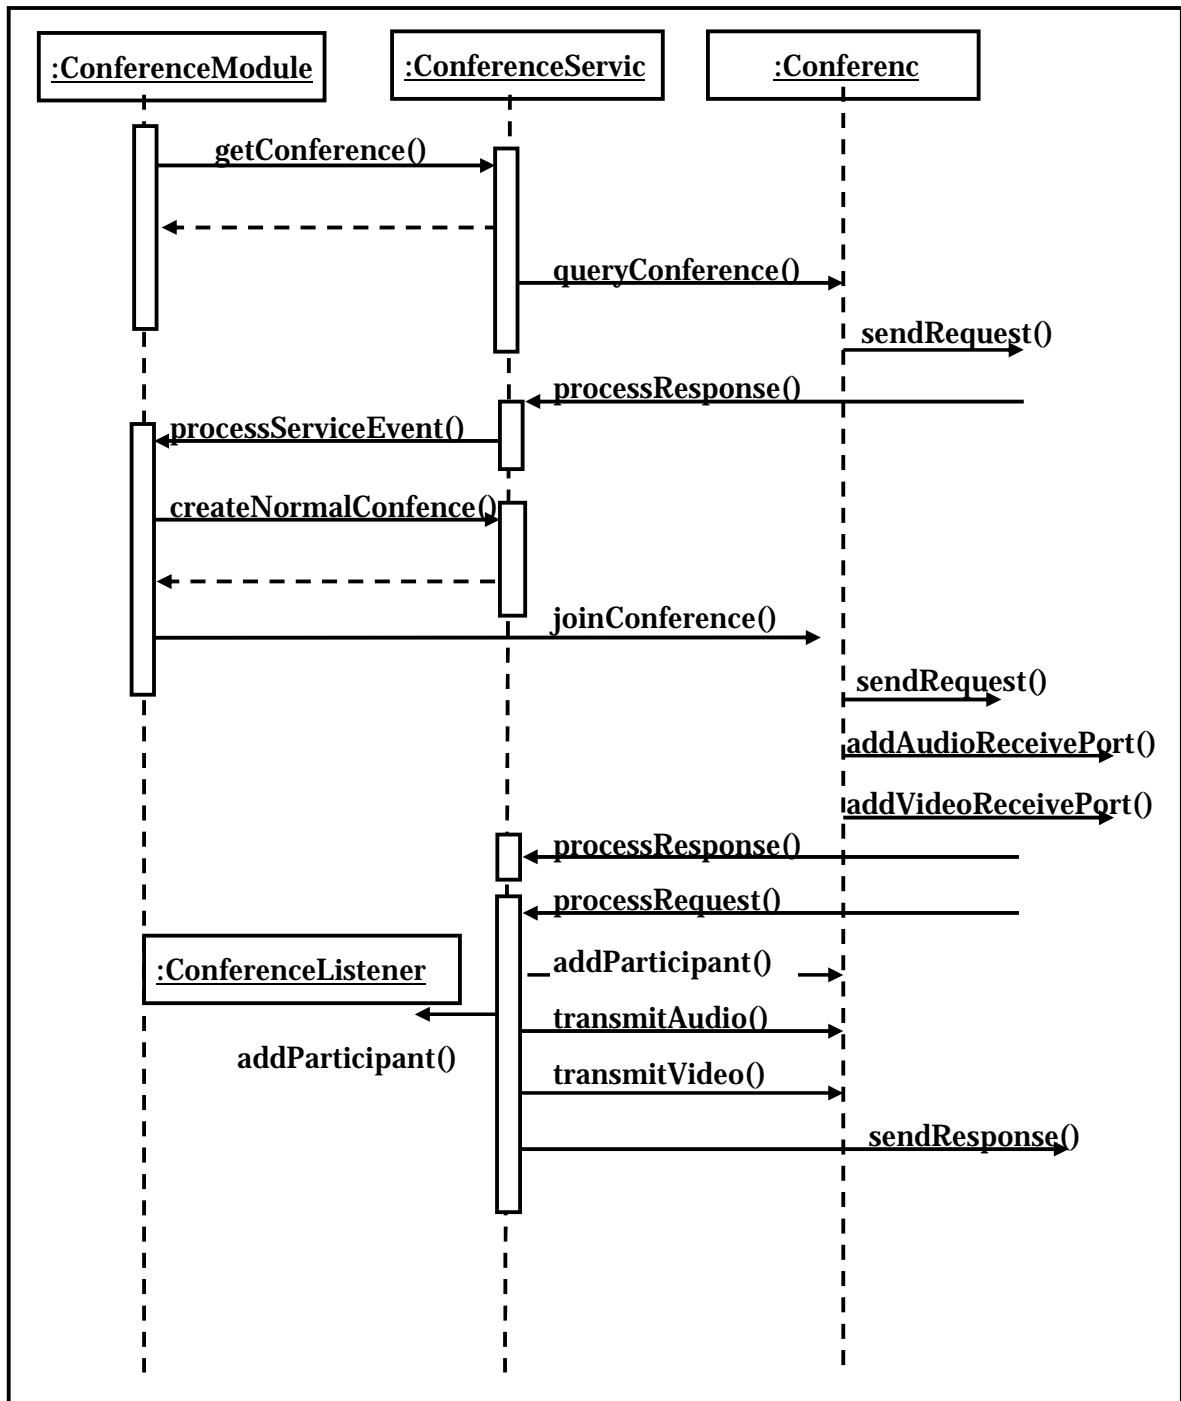 :ConferenceModule
:ConferenceServic
:Conferenc
getConference()
queryConference()
sendRequest()
processResponse()
processServiceEvent()
createNormalConfence()
joinConference()
sendRequest()
addAudioReceivePort()
addVideoReceivePort()
processResponse()
processRequest()
:ConferenceListener
addParticipant()
transmitAudio()
addParticipant()
transmitVideo()
sendResponse()